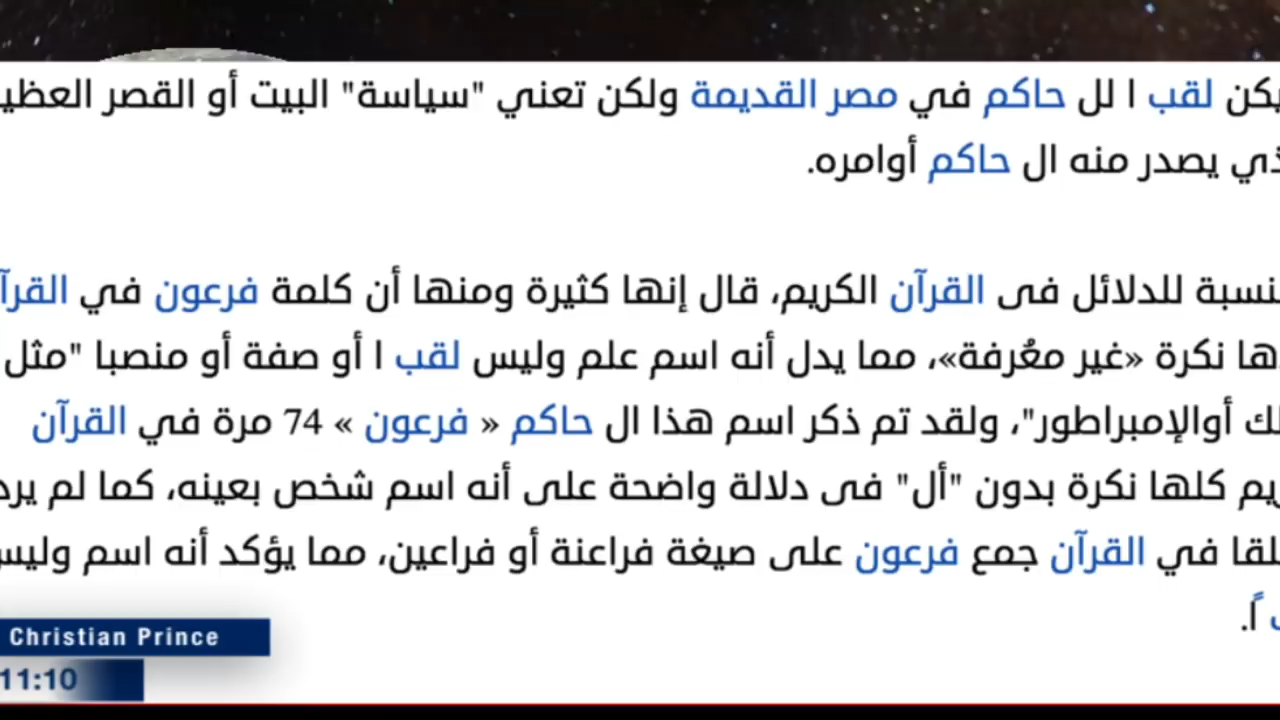 يكن لقب ا لل حاكم في مصر القديمة ولكن تعني "سياسة" البيت أو القصر العظي
ذي يصدر منه ال حاكم أوامره.
نسبة للدلائل فى القرآن الكريم، قال إنها كثيرة ومنها أن كلمة فرعون في القرآ
ها نكرة «غير معُرفة»، مما يدل أنه اسم علم وليس لقب ا أو صفة أو منصبا "مثل
ك أوالإمبراطور"، ولقد تم ذكر اسم هذا ال حاكم « فرعون » 74 مرة في القرآن
يم كلها نكرة بدون "أل" فى دلالة واضحة على أنه اسم شخص بعينه، كما لم يرد
لقا في القرآن جمع فرعون على صيغة فراعنة أو فراعين، مما يؤكد أنه اسم وليس
اً.
Christian Prince
11:10